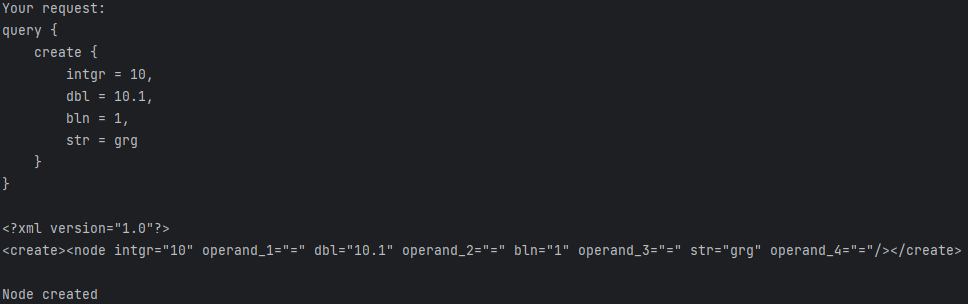 Your request:
query {
    create {
        intgr = 10,
        dbl = 10.1,
        bln = 1,
        str = grg
    }
}

<?xml version="1.0"?>
<create><node intgr="10" operand_1="=" dbl="10.1" operand_2="=" bln="1" operand_3="=" str="grg" operand_4="="/></create>

Node created